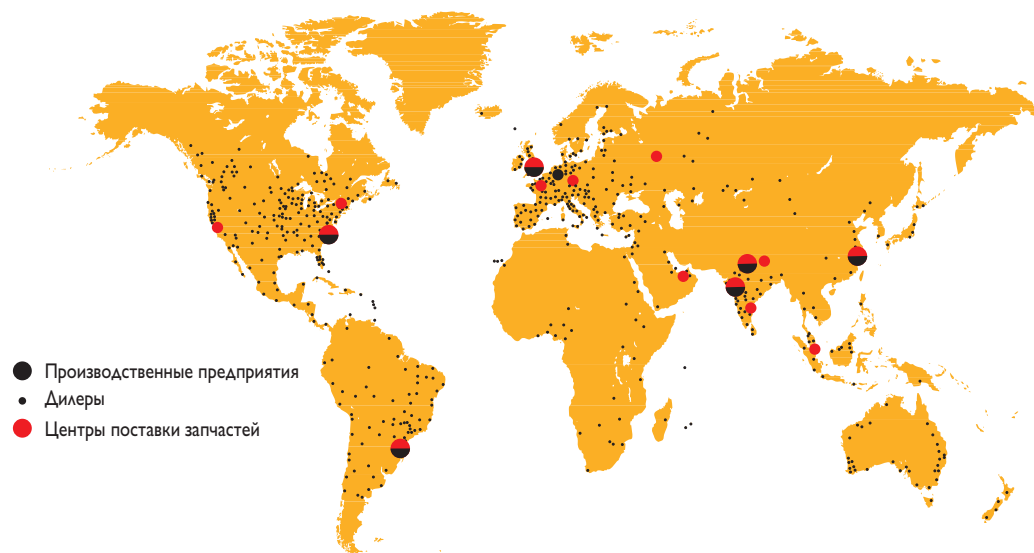 Производственные предприятия
Дилеры
Центры поставки запчастей